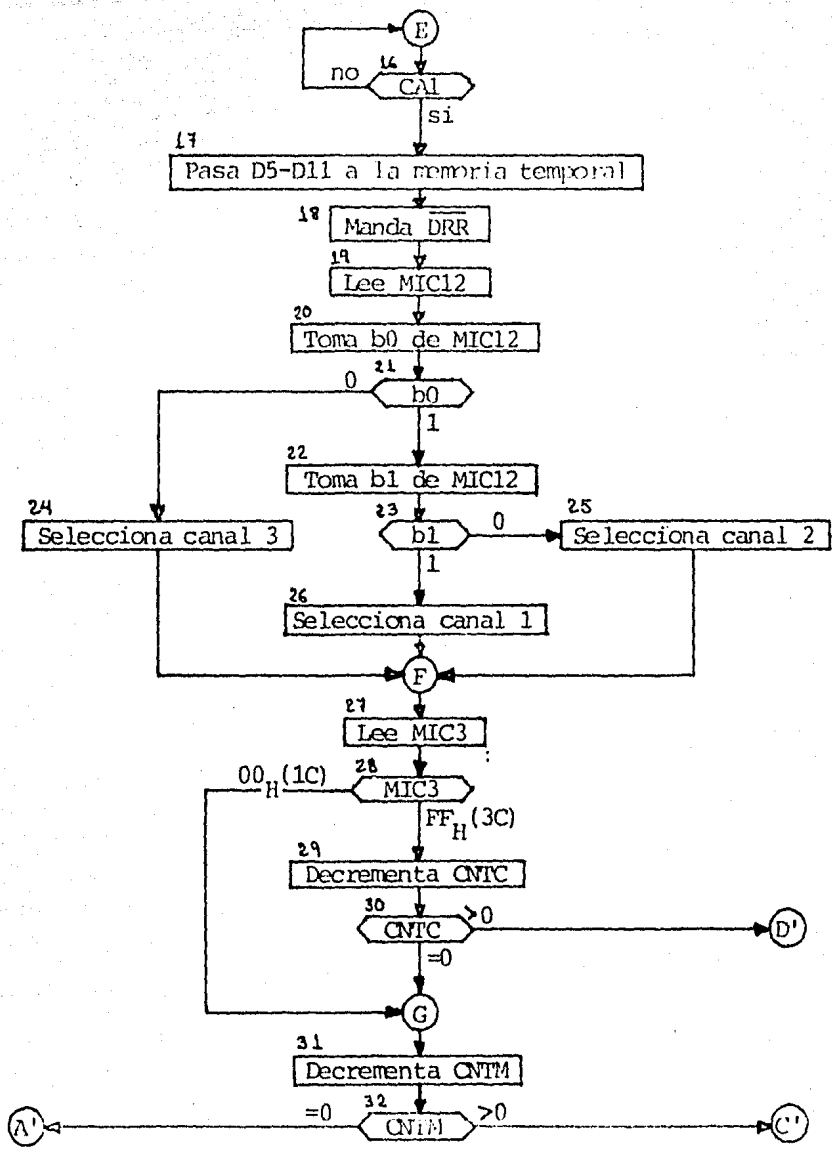 E
16
no
CA1
si
17
Pasa D5-D11 a la memoria temporal
18
Manda DRR
19
Lee MIC12
20
Toma b0 de MIC12
21
0
b0
1
22
Toma b1 de MIC12
24
23
0
25
Selecciona canal 3
b1
Selecciona canal 2
1
26
Selecciona canal 1
F
27
Lee MIC3
00H(1C)
28
MIC3
FFH(3C)
29
Decrementa CNTC
30
>0
CNTC
D'
=0
G
31
Decrementa CNTM
=0
32
>0
A'
CNTM
C'